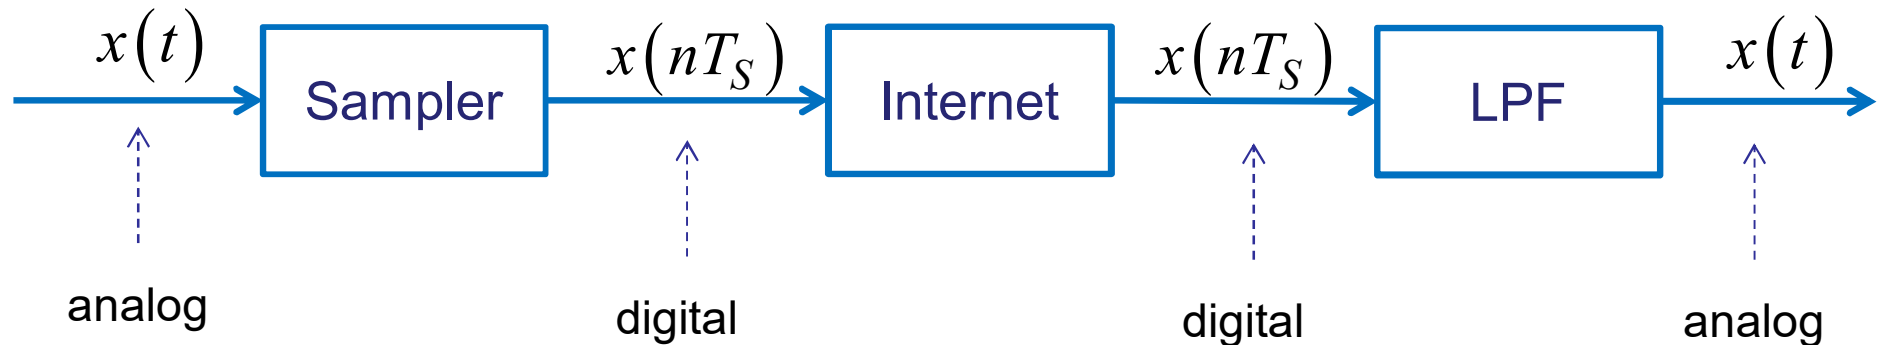 x(t) x(nT_S) x(nT_S) x(t)
Sampler Internet LPF
analog digital digital analog